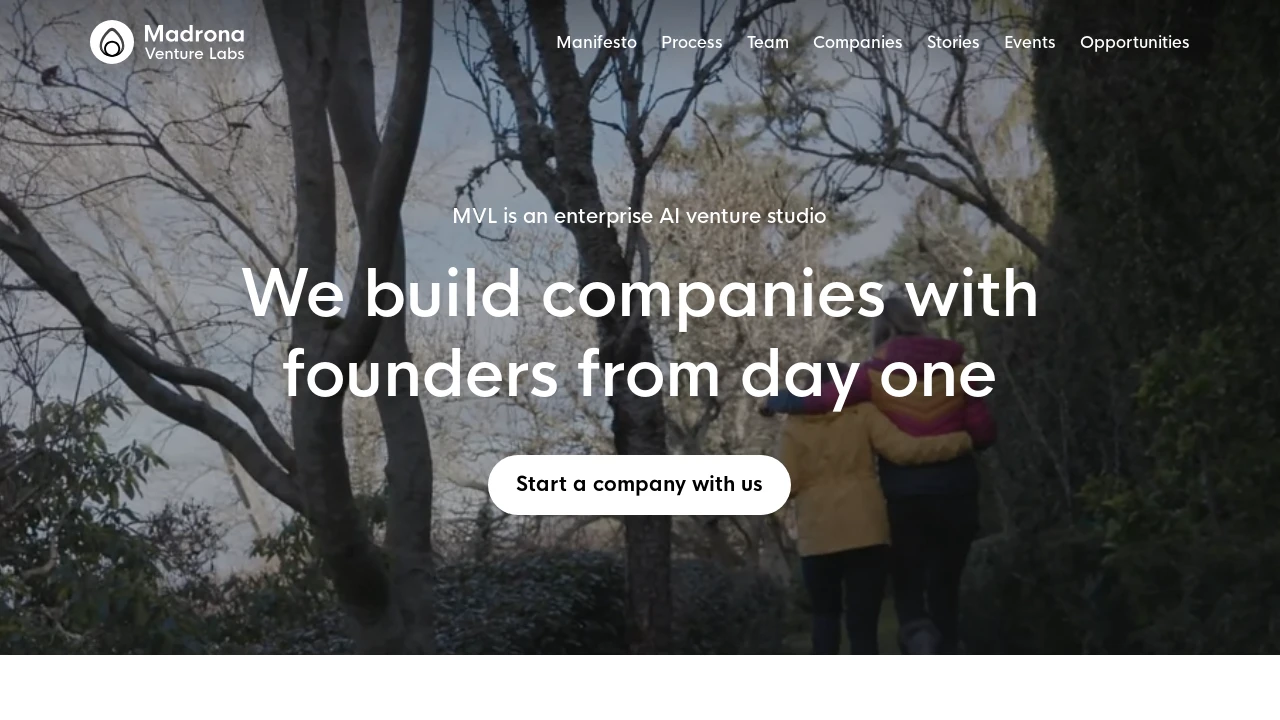 Madrona
Venture Labs
Manifesto Process Team Companies Stories Events Opportunities
MVL is an enterprise AI venture studio
We build companies with
founders from day one
Start a company with us